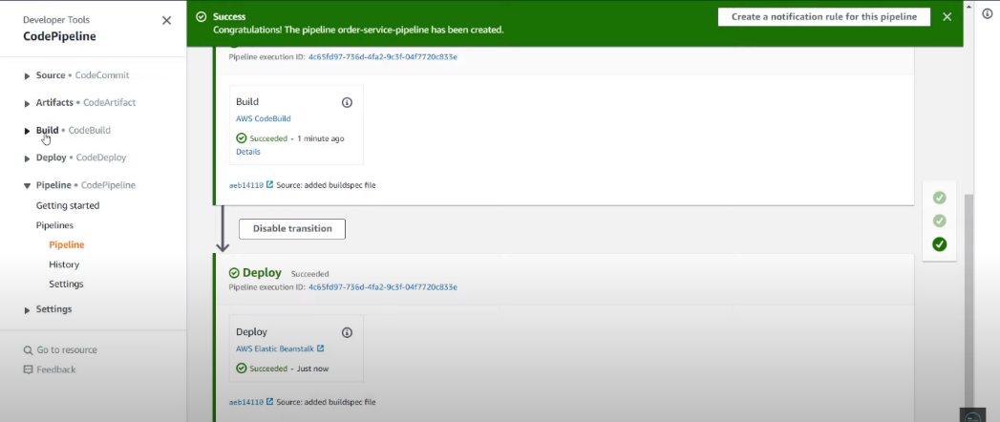 Developer Tools
CodePipeline
Source • CodeCommit
Artifacts • CodeArtifact
Build • CodeBuild
Deploy • CodeDeploy
Pipeline • CodePipeline
Getting started
Pipelines
Pipeline
History
Settings
Settings
Go to resource
Feedback
Success
Congratulations! The pipeline order-service-pipeline has been created.
Create a notification rule for this pipeline
Pipeline execution ID: 4c65fd97-736d-4fa2-9c3f-04f7720c833e
Build
AWS CodeBuild
Succeeded - 1 minute ago
Details
aeb14110 Source: added buildspec file
Disable transition
Deploy Succeeded
Pipeline execution ID: 4c65fd97-736d-4fa2-9c3f-04f7720c833e
Deploy
AWS Elastic Beanstalk
Succeeded - Just now
aeb14110 Source: added buildspec file